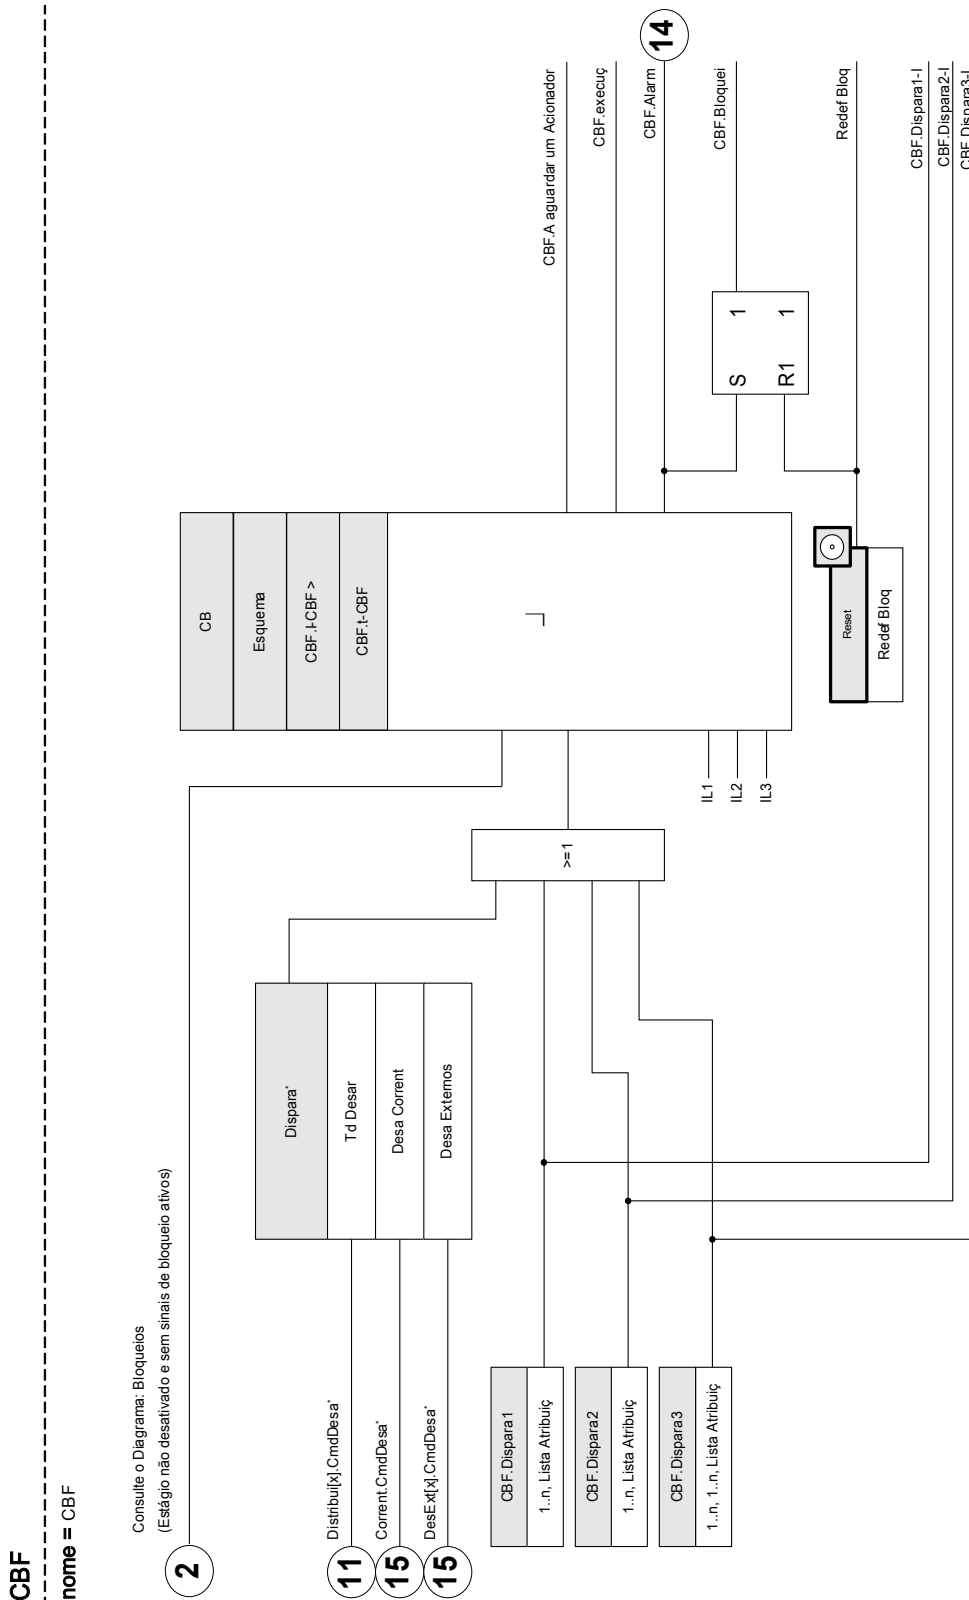 CBF
nome = CBF
Consulte o Diagrama: Bloqueios
(Estágio não desativado e sem sinais de bloqueio ativos)
2
Distribui[x].CmdDesa*
11
Corrent.CmdDesa*
15
DesExt[x].CmdDesa*
15
Dispara*
Td Desar
Desa Corrent
Desa Externos
CBF.Dispara1
1..n, Lista Atribuiç
CBF.Dispara2
1..n, Lista Atribuiç
CBF.Dispara3
1..n, 1..n, Lista Atribuiç
>=1
IL1
IL2
IL3
CB
Esquema
CBF.I-CBF >
CBF.t-CBF
Reset
Redef Bloq
S 1
R1 1
CBF.A aguardar um Acionador
CBF.execuç
CBF.Alarm
14
CBF.Bloquei
Redef Bloq
CBF.Dispara1-I
CBF.Dispara2-I
CBF.Dispara3-I